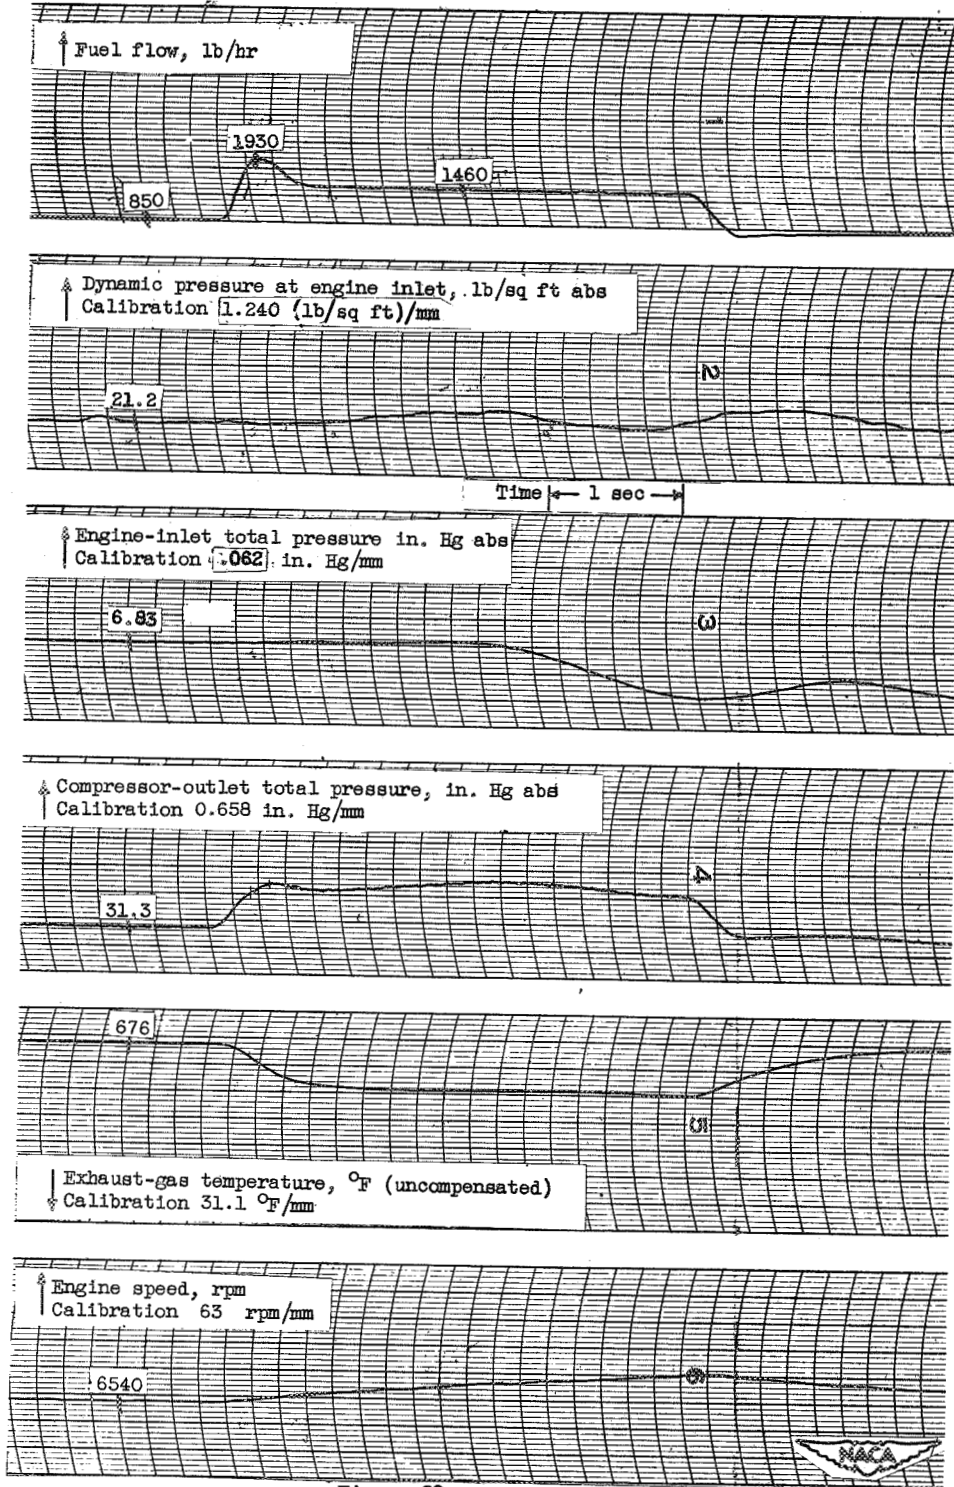 Fuel flow, lb/hr
1930
1460
850
Dynamic pressure at engine inlet, lb/sq ft abs
Calibration 1.240 (lb/sq ft)/mm
2
21.2
Time 1 sec
Engine-inlet total pressure in. Hg abs
Calibration .062 in. Hg/mm
6.83
3
Compressor-outlet total pressure, in. Hg abs
Calibration 0.658 in. Hg/mm
4
31.3
676
5
Exhaust-gas temperature, °F (uncompensated)
Calibration 31.1 °F/mm
Engine speed, rpm
Calibration 63 rpm/mm
6540
6
NACA